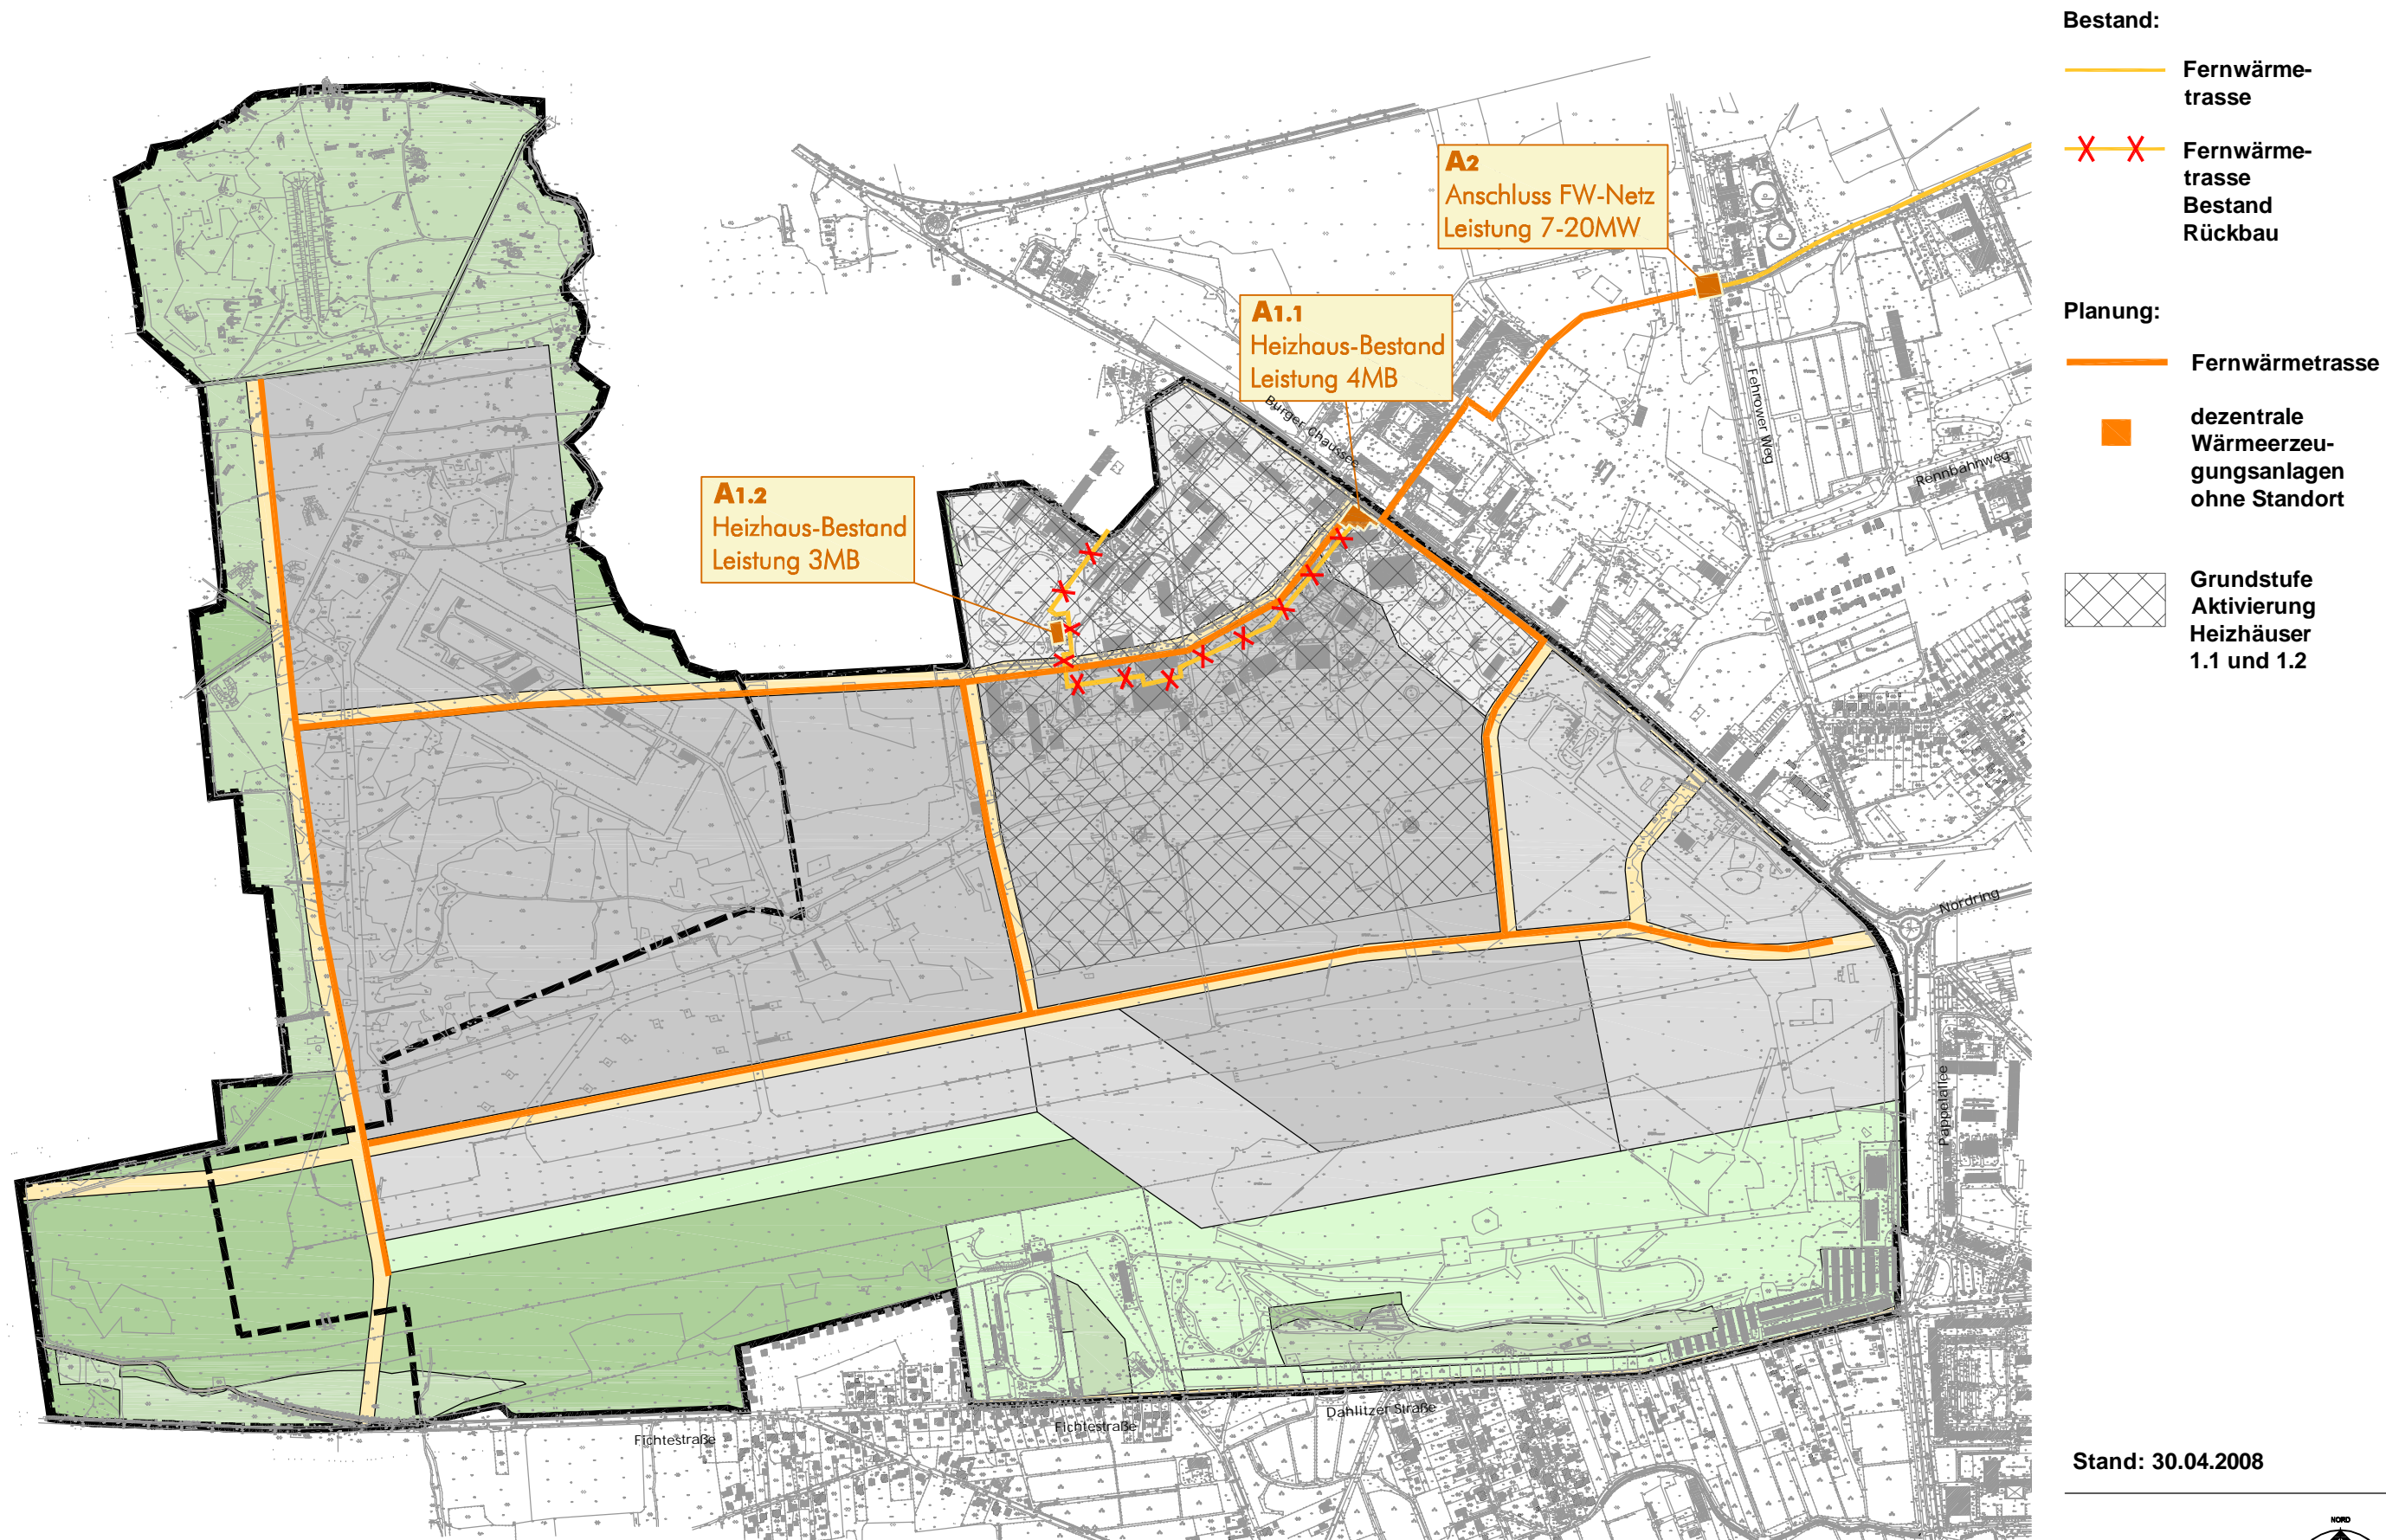 Bestand:
Fernwärme-
trasse
Fernwärme-
trasse
Bestand
Rückbau
Planung:
Fernwärmetrasse
dezentrale
Wärmeerzeu-
gungsanlagen
ohne Standort
Grundstufe
Aktivierung
Heizhäuser
1.1 und 1.2
A2
Anschluss FW-Netz
Leistung 7-20MW
A1.1
Heizhaus-Bestand
Leistung 4MB
A1.2
Heizhaus-Bestand
Leistung 3MB
Burger Chaussee
Fehrower Weg
Rennbahnweg
Nordring
Pappelallee
Fichtestraße
Fichtestraße
Dahlitzer Straße
Stand: 30.04.2008
NORD